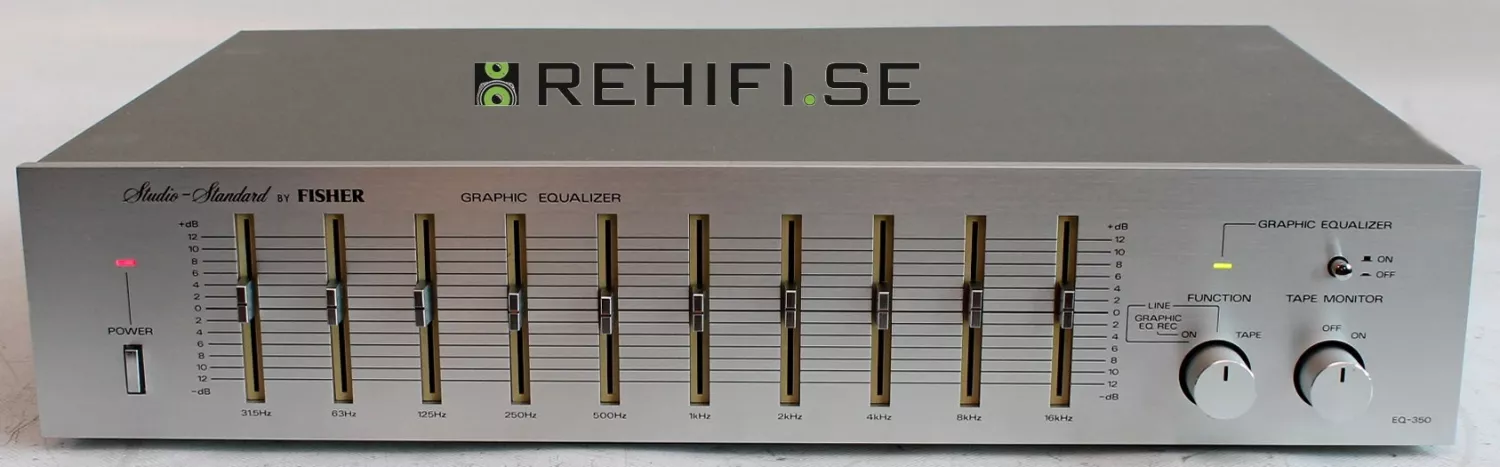 REHIFI.SE
Studio-Standard BY FISHER
GRAPHIC EQUALIZER
+dB
12
10
8
6
4
2
0
2
4
6
8
10
12
-dB
31.5Hz
63Hz
125Hz
250Hz
500Hz
1kHz
2kHz
4kHz
8kHz
16kHz
+dB
12
10
8
6
4
2
0
2
4
6
8
10
12
-dB
POWER
GRAPHIC EQUALIZER
ON
OFF
FUNCTION
LINE
GRAPHIC
EQ REC
ON
TAPE
TAPE MONITOR
OFF
ON
EQ-350